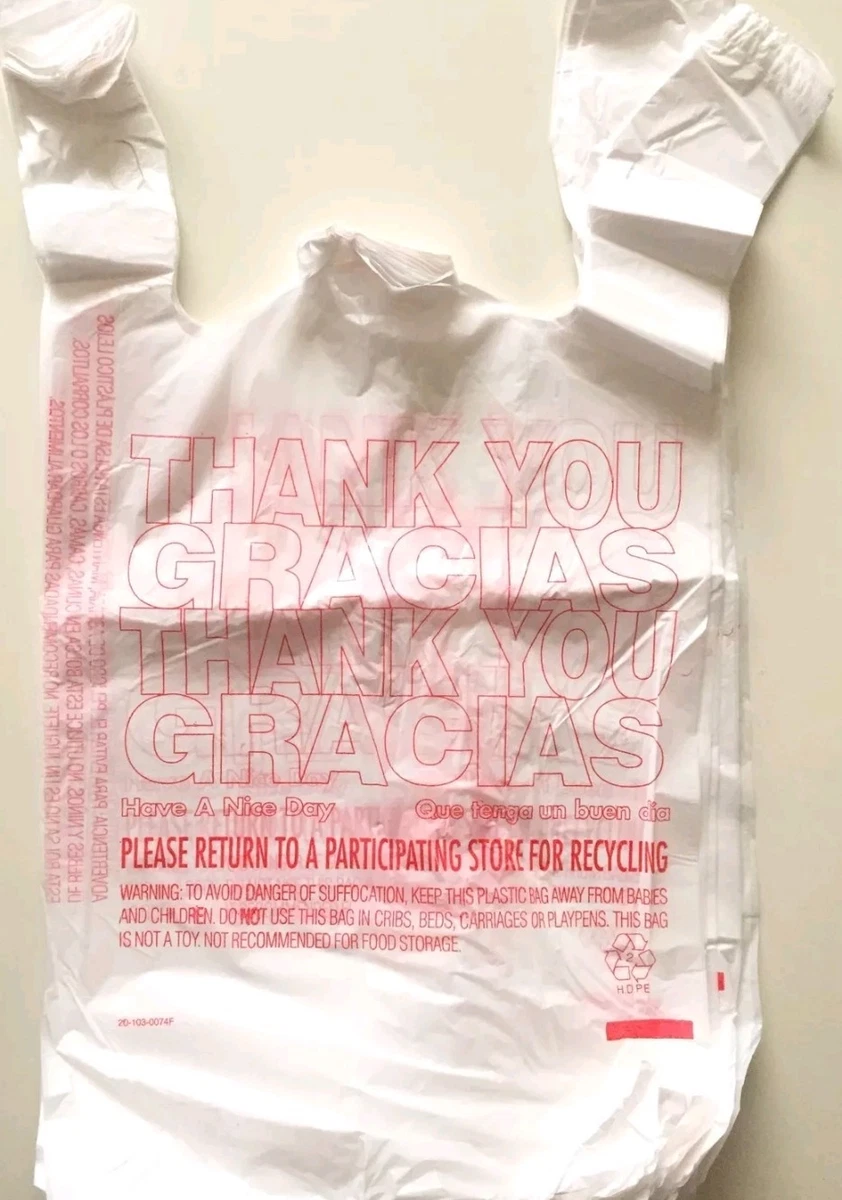 THANK YOU
GRACIAS
THANK YOU
GRACIAS
Have A Nice Day Que tenga un buen día
PLEASE RETURN TO A PARTICIPATING STORE FOR RECYCLING
WARNING: TO AVOID DANGER OF SUFFOCATION, KEEP THIS PLASTIC BAG AWAY FROM BABIES
AND CHILDREN. DO NOT USE THIS BAG IN CRIBS, BEDS, CARRIAGES OR PLAYPENS. THIS BAG
IS NOT A TOY. NOT RECOMMENDED FOR FOOD STORAGE.
2
HDPE
20-103-0074F